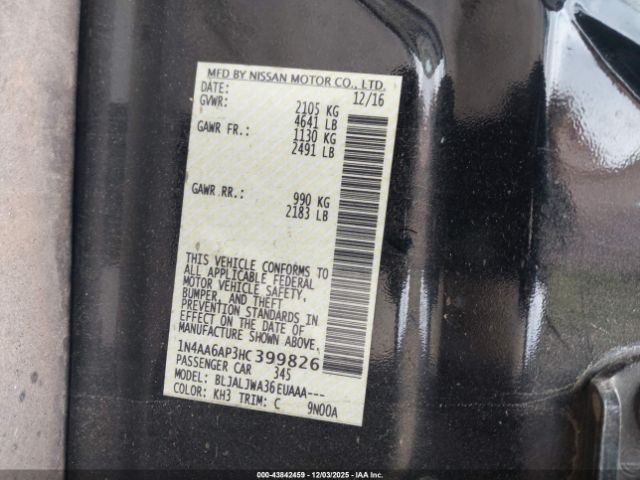 MFD BY NISSAN MOTOR CO., LTD.
DATE: 12/16
GVWR: 2105 KG
4641 LB
GAWR FR.: 1130 KG
2491 LB
GAWR RR.: 990 KG
2183 LB
THIS VEHICLE CONFORMS TO
ALL APPLICABLE FEDERAL
MOTOR VEHICLE SAFETY,
BUMPER, AND THEFT
PREVENTION STANDARDS IN
EFFECT ON THE DATE OF
MANUFACTURE SHOWN ABOVE.
1N4AA6AP3HC399826
PASSENGER CAR 345
MODEL: BLJALJWA36EUAAA---
COLOR: KH3 TRIM: C 9N00A
© 00-43842459 | 12/03/2025 - IAA Inc.